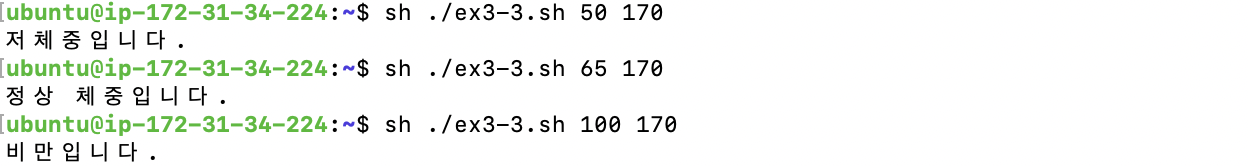 ubuntu@ip-172-31-34-224:~$ sh ./ex3-3.sh 50 170
저체중입니다.
ubuntu@ip-172-31-34-224:~$ sh ./ex3-3.sh 65 170
정상 체중입니다.
ubuntu@ip-172-31-34-224:~$ sh ./ex3-3.sh 100 170
비만입니다.